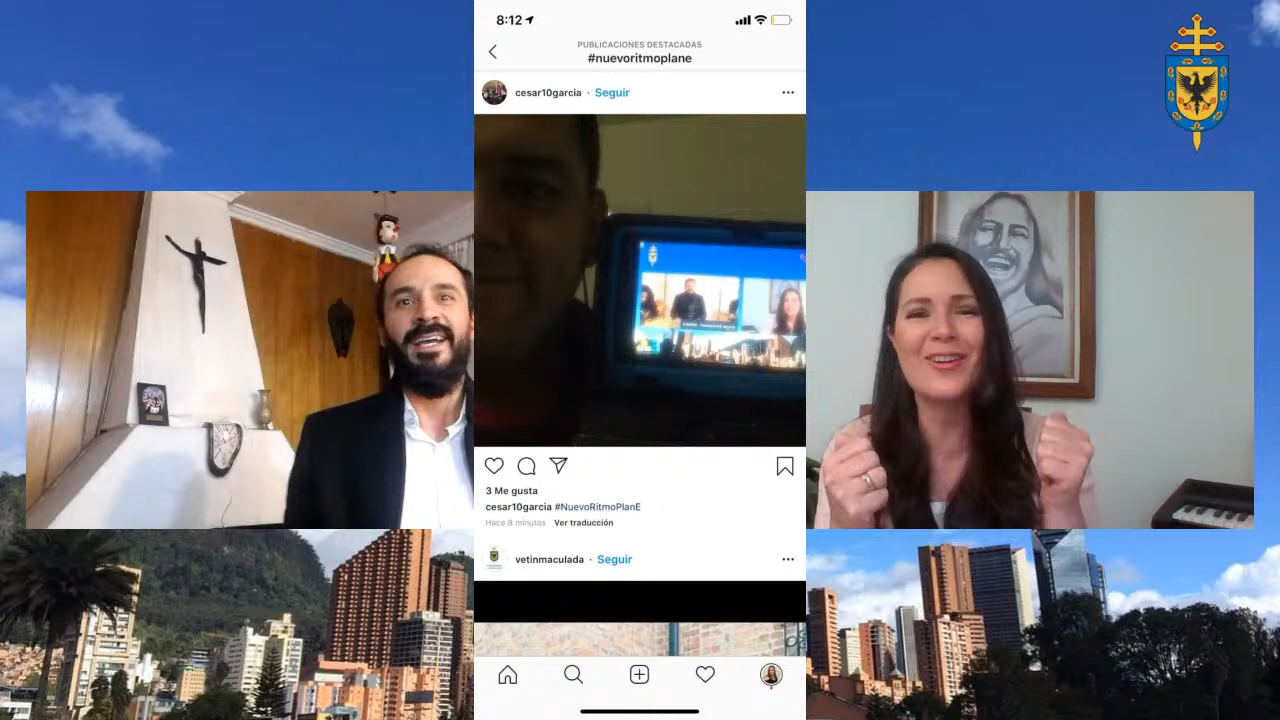 8:12
PUBLICACIONES DESTACADAS
#nuevoritmoplane
cesar10garcia · Seguir
3 Me gusta
cesar10garcia #NuevoRitmoPlanE
Hace 8 minutos Ver traducción
vetinmaculada · Seguir